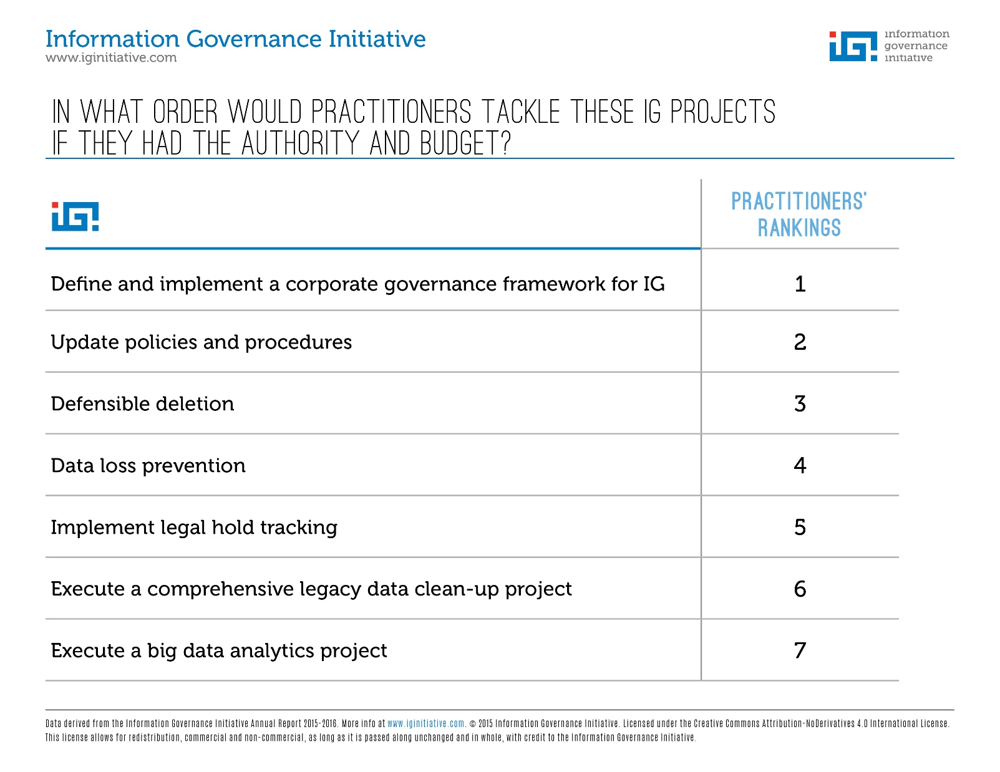 Information Governance Initiative
www.iginitiative.com
iG!
information
governance
initiative
IN WHAT ORDER WOULD PRACTITIONERS TACKLE THESE IG PROJECTS
IF THEY HAD THE AUTHORITY AND BUDGET?
iG!
PRACTITIONERS'
RANKINGS
Define and implement a corporate governance framework for IG 1
Update policies and procedures 2
Defensible deletion 3
Data loss prevention 4
Implement legal hold tracking 5
Execute a comprehensive legacy data clean-up project 6
Execute a big data analytics project 7
Data derived from the Information Governance Initiative Annual Report 2015-2016. More info at www.iginitiative.com. © 2015 Information Governance Initiative. Licensed under the Creative Commons Attribution-NoDerivatives 4.0 International License.
This license allows for redistribution, commercial and non-commercial, as long as it is passed along unchanged and in whole, with credit to the Information Governance Initiative.